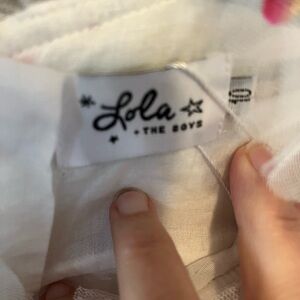 Lola
+ THE BOYS
10